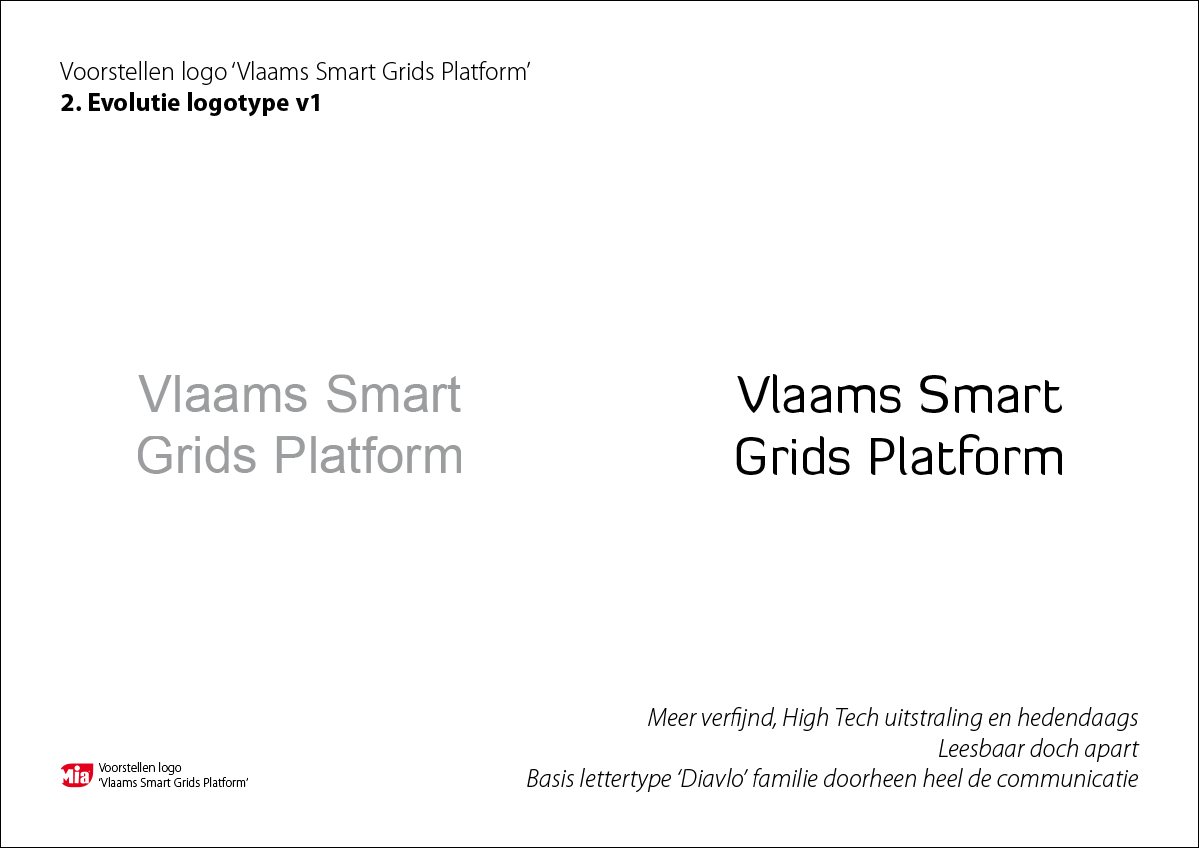 Voorstellen logo ‘Vlaams Smart Grids Platform’
2. Evolutie logotype v1
Vlaams Smart
Grids Platform
Vlaams Smart
Grids Platform
Meer verfijnd, High Tech uitstraling en hedendaags
Leesbaar doch apart
Basis lettertype ‘Diavlo’ familie doorheen heel de communicatie
Mia
Voorstellen logo
‘Vlaams Smart Grids Platform’